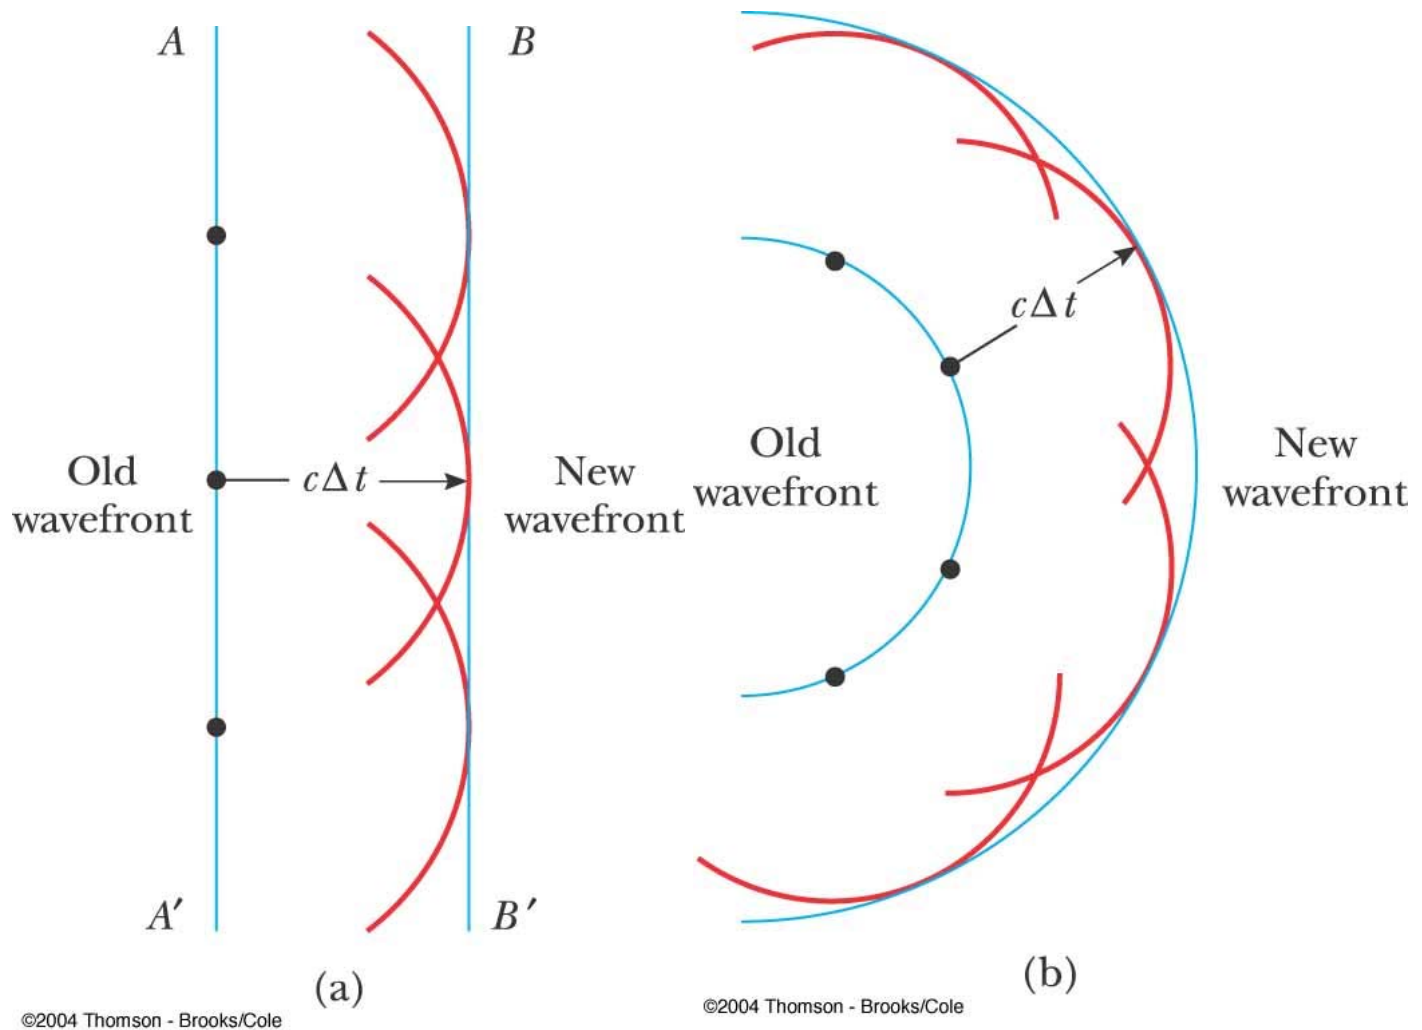 A
B
Old
wavefront
cΔt
New
wavefront
A′
B′
(a)
©2004 Thomson - Brooks/Cole
cΔt
Old
wavefront
New
wavefront
(b)
©2004 Thomson - Brooks/Cole